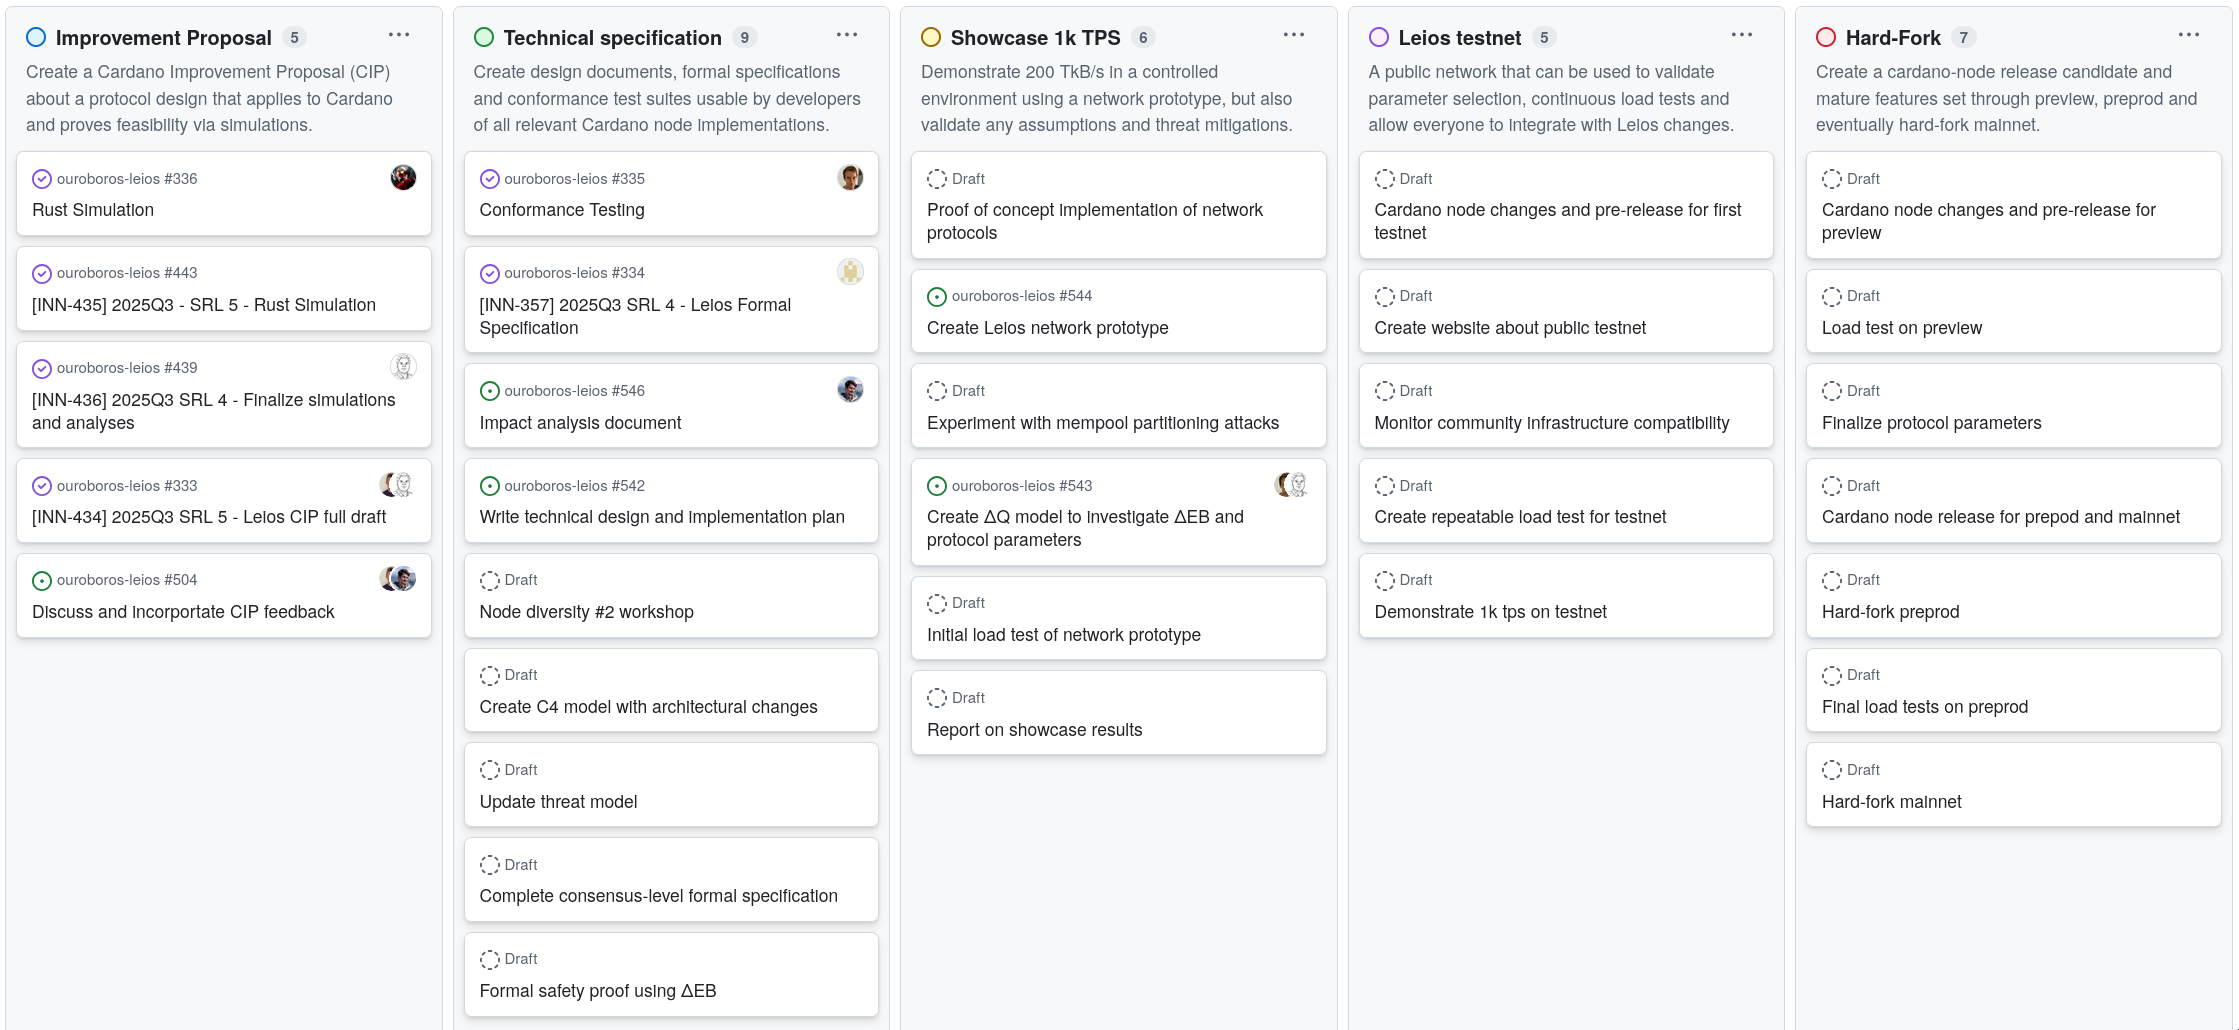 Improvement Proposal 5
Create a Cardano Improvement Proposal (CIP)
about a protocol design that applies to Cardano
and proves feasibility via simulations.
ouroboros-leios #336
Rust Simulation
ouroboros-leios #443
[INN-435] 2025Q3 - SRL 5 - Rust Simulation
ouroboros-leios #439
[INN-436] 2025Q3 SRL 4 - Finalize simulations
and analyses
ouroboros-leios #333
[INN-434] 2025Q3 SRL 5 - Leios CIP full draft
ouroboros-leios #504
Discuss and incorportate CIP feedback
Technical specification 9
Create design documents, formal specifications
and conformance test suites usable by developers
of all relevant Cardano node implementations.
ouroboros-leios #335
Conformance Testing
ouroboros-leios #334
[INN-357] 2025Q3 SRL 4 - Leios Formal
Specification
ouroboros-leios #546
Impact analysis document
ouroboros-leios #542
Write technical design and implementation plan
Draft
Node diversity #2 workshop
Draft
Create C4 model with architectural changes
Draft
Update threat model
Draft
Complete consensus-level formal specification
Draft
Formal safety proof using ΔEB
Showcase 1k TPS 6
Demonstrate 200 TkB/s in a controlled
environment using a network prototype, but also
validate any assumptions and threat mitigations.
Draft
Proof of concept implementation of network
protocols
ouroboros-leios #544
Create Leios network prototype
Draft
Experiment with mempool partitioning attacks
ouroboros-leios #543
Create ΔQ model to investigate ΔEB and
protocol parameters
Draft
Initial load test of network prototype
Draft
Report on showcase results
Leios testnet 5
A public network that can be used to validate
parameter selection, continuous load tests and
allow everyone to integrate with Leios changes.
Draft
Cardano node changes and pre-release for first
testnet
Draft
Create website about public testnet
Draft
Monitor community infrastructure compatibility
Draft
Create repeatable load test for testnet
Draft
Demonstrate 1k tps on testnet
Hard-Fork 7
Create a cardano-node release candidate and
mature features set through preview, preprod and
eventually hard-fork mainnet.
Draft
Cardano node changes and pre-release for
preview
Draft
Load test on preview
Draft
Finalize protocol parameters
Draft
Cardano node release for prepod and mainnet
Draft
Hard-fork preprod
Draft
Final load tests on preprod
Draft
Hard-fork mainnet